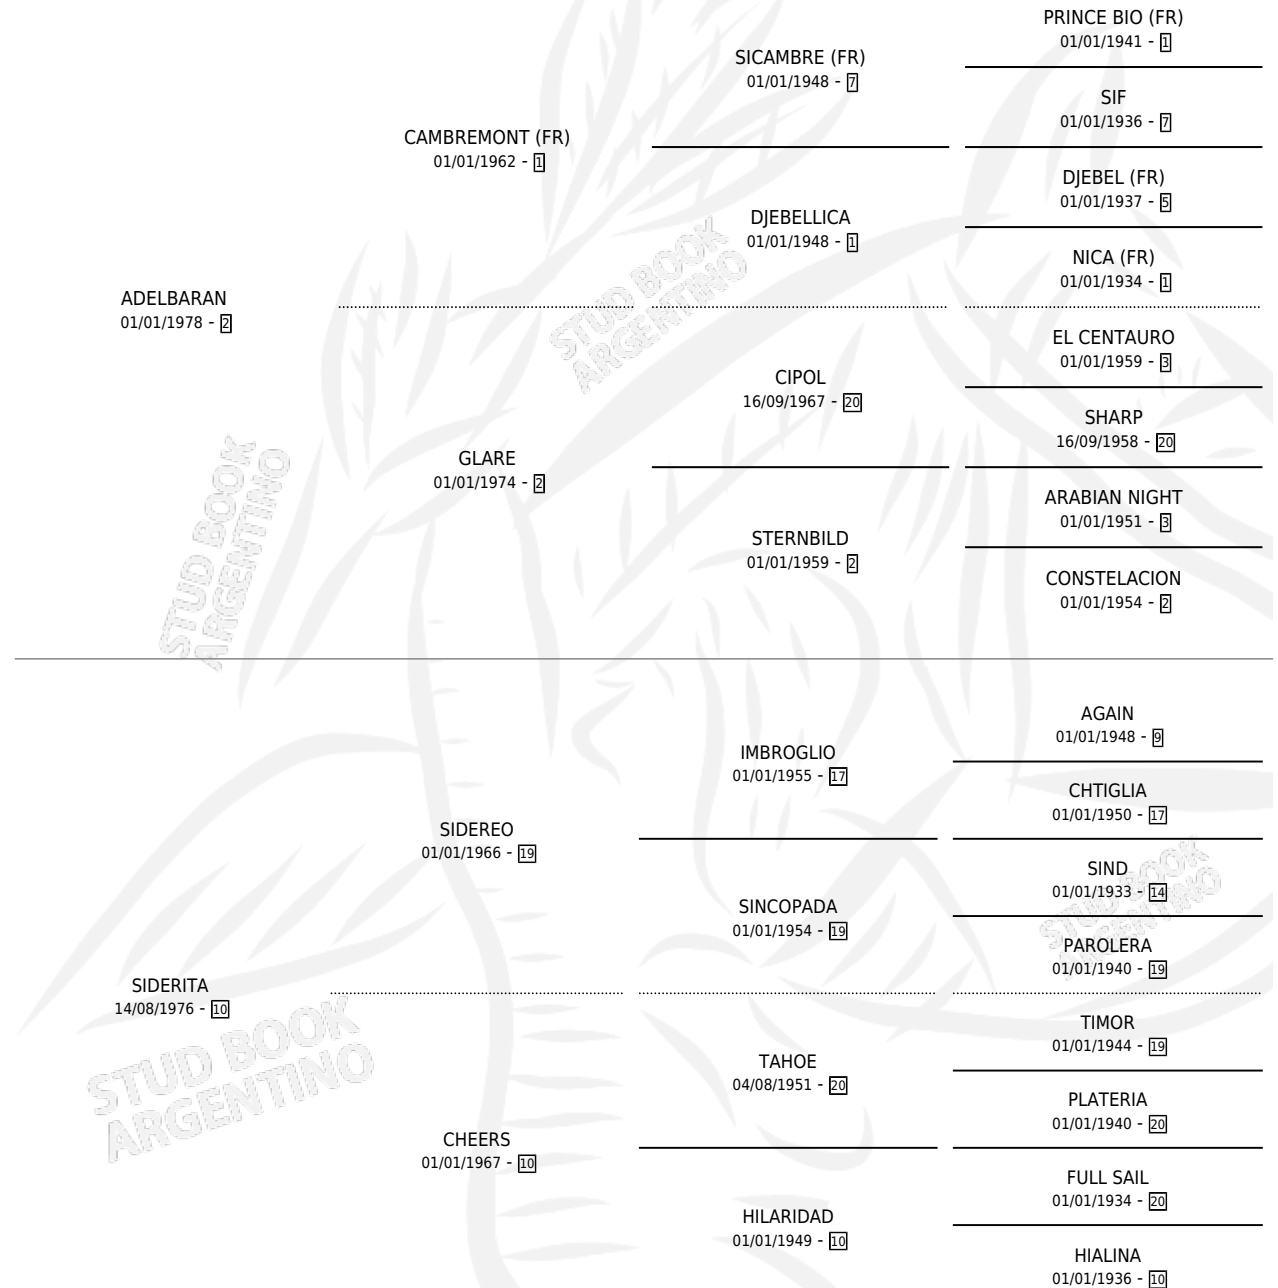 PRINCE BIO (FR)
01/01/1941 - 1
SICAMBRE (FR)
01/01/1948 - 7
SIF
01/01/1936 - 7
CAMBREMONT (FR)
01/01/1962 - 1
DJEBEL (FR)
01/01/1937 - 5
DJEBELLICA
01/01/1948 - 1
NICA (FR)
01/01/1934 - 1
ADELBARAN
01/01/1978 - 2
EL CENTAURO
01/01/1959 - 3
CIPOL
16/09/1967 - 20
SHARP
16/09/1958 - 20
GLARE
01/01/1974 - 2
ARABIAN NIGHT
01/01/1951 - 3
STERNBILD
01/01/1959 - 2
CONSTELACION
01/01/1954 - 2
STUD BOOK
ARGENTINO
STUD BOOK
ARGENTINO
AGAIN
01/01/1948 - 9
IMBROGLIO
01/01/1955 - 17
CHTIGLIA
01/01/1950 - 17
SIDEREO
01/01/1966 - 19
SIND
01/01/1933 - 14
SINCOPADA
01/01/1954 - 19
PAROLERA
01/01/1940 - 19
STUD BOOK
ARGENTINO
SIDERITA
14/08/1976 - 10
TIMOR
01/01/1944 - 19
TAHOE
04/08/1951 - 20
PLATERIA
01/01/1940 - 20
CHEERS
01/01/1967 - 10
FULL SAIL
01/01/1934 - 20
HILARIDAD
01/01/1949 - 10
HIALINA
01/01/1936 - 10
STUD BOOK
ARGENTINO